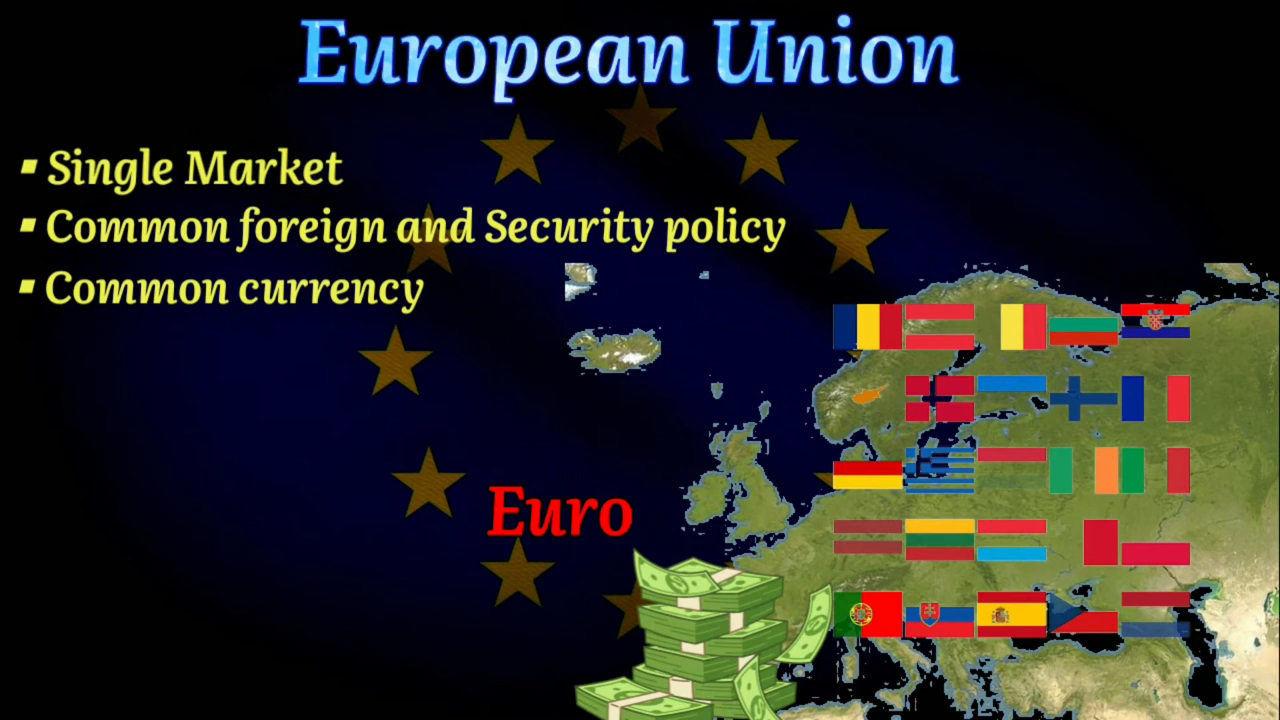 European Union
▪ Single Market
▪ Common foreign and Security policy
▪ Common currency
Euro